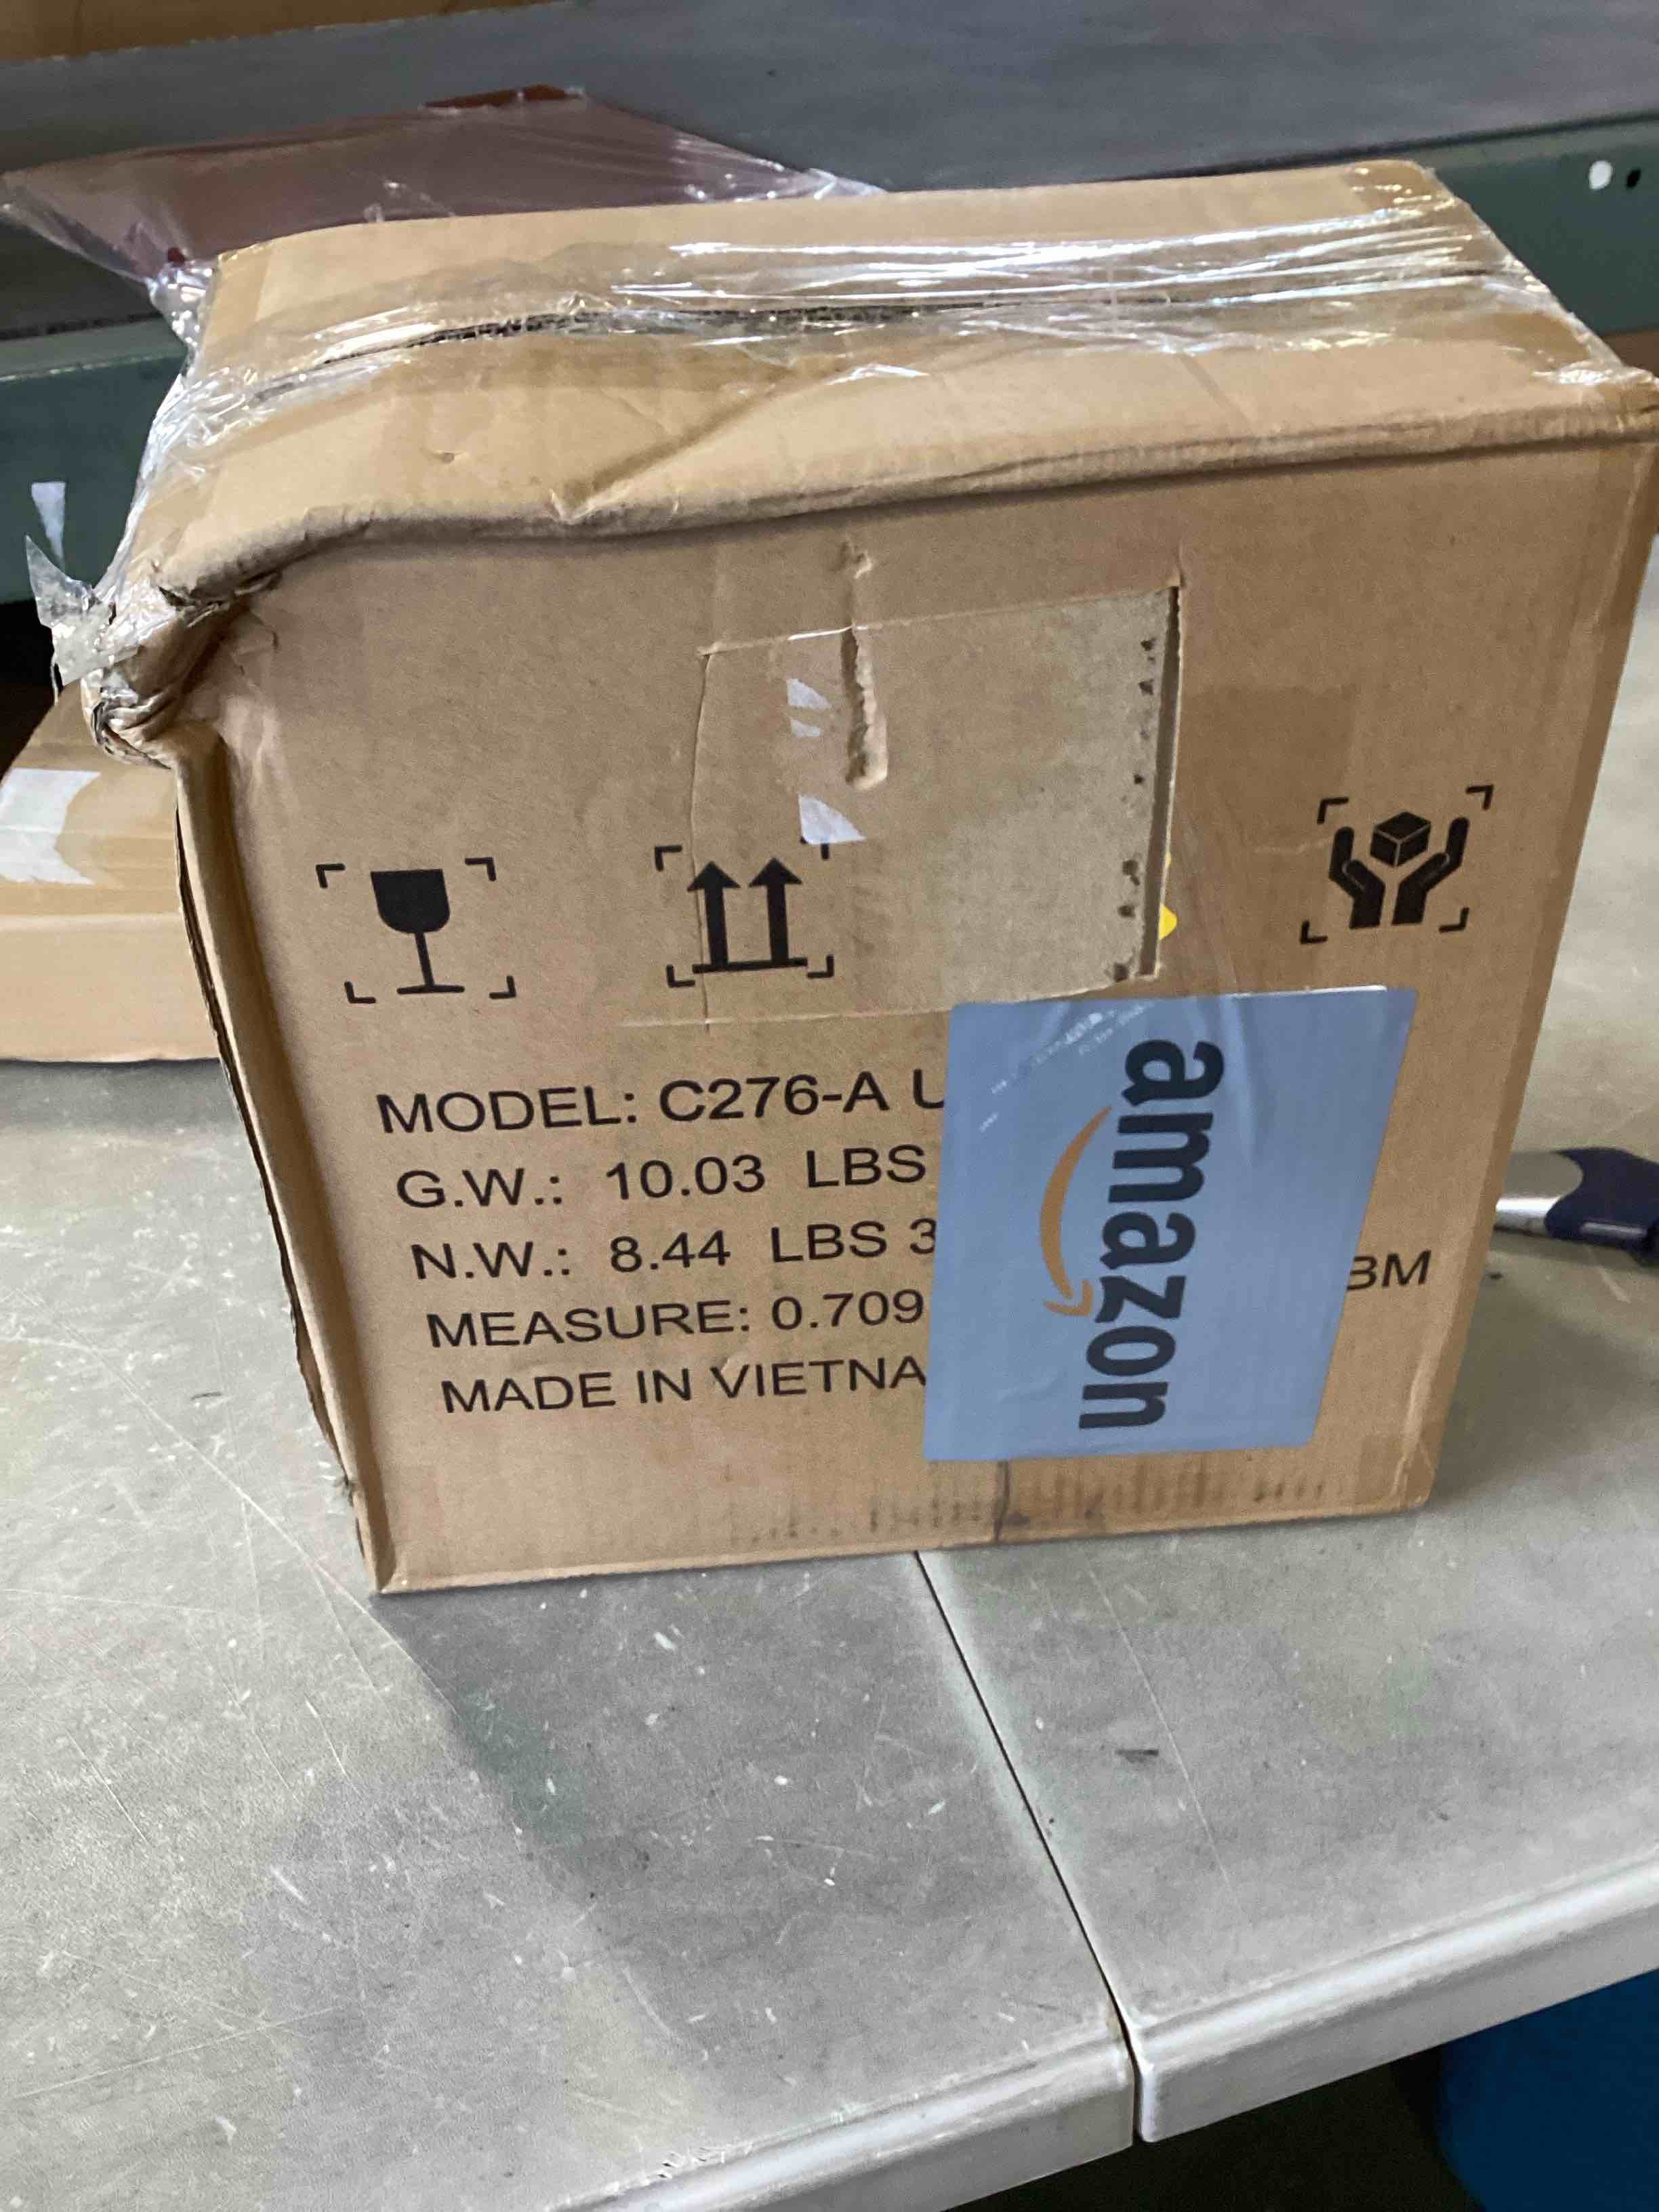 MODEL: C276-A U
G.W.: 10.03 LBS
N.W.: 8.44 LBS 3
MEASURE: 0.709
BM
MADE IN VIETNA
amazon